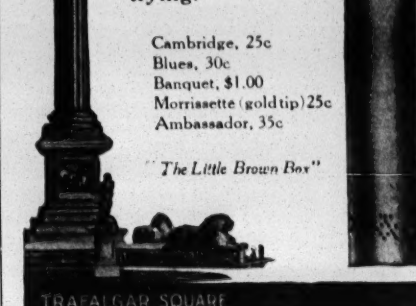 Cambridge, 25c
Blues, 30c
Banquet, $1.00
Morrissette (gold tip) 25c
Ambassador, 35c
"The Little Brown Box"
TRAFALGAR SQUARE